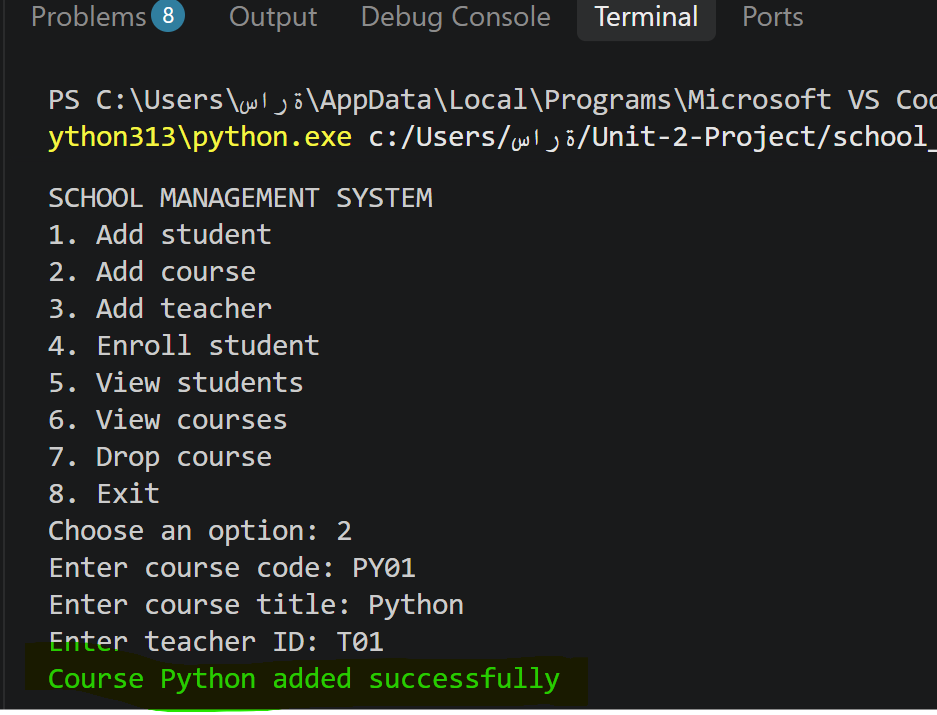 Problems 8 Output Debug Console Terminal Ports
PS C:\Users\سارة\AppData\Local\Programs\Microsoft VS
ython313\python.exe c:/Users/سارة/Unit-2-Project/school_
SCHOOL MANAGEMENT SYSTEM
1. Add student
2. Add course
3. Add teacher
4. Enroll student
5. View students
6. View courses
7. Drop course
8. Exit
Choose an option: 2
Enter course code: PY01
Enter course title: Python
Enter teacher ID: T01
Course Python added successfully